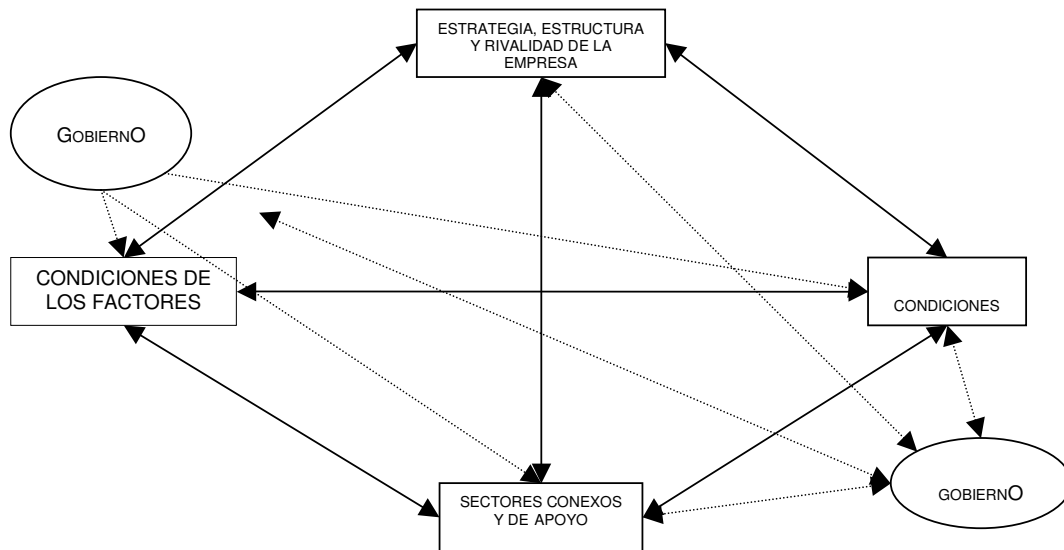 ESTRATEGIA, ESTRUCTURA
Y RIVALIDAD DE LA
EMPRESA
GOBIERNO
CONDICIONES DE
LOS FACTORES
CONDICIONES
GOBIERNO
SECTORES CONEXOS
Y DE APOYO